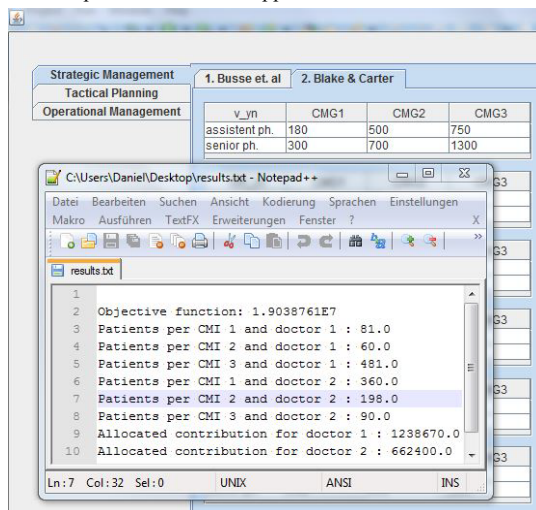 Strategic Management
Tactical Planning
Operational Management
1. Busse et. al 2. Blake & Carter
v_yn CMG1 CMG2 CMG3
assistent ph. 180 500 750
senior ph. 300 700 1300
C:\Users\Daniel\Desktop\results.txt - Notepad++
Datei Bearbeiten Suchen Ansicht Kodierung Sprachen Einstellungen
Makro Ausführen TextFX Erweiterungen Fenster ? X
results.txt
1
2 Objective function: 1.9038761E7
3 Patients per CMI 1 and doctor 1 : 81.0
4 Patients per CMI 2 and doctor 1 : 60.0
5 Patients per CMI 3 and doctor 1 : 481.0
6 Patients per CMI 1 and doctor 2 : 360.0
7 Patients per CMI 2 and doctor 2 : 198.0
8 Patients per CMI 3 and doctor 2 : 90.0
9 Allocated contribution for doctor 1 : 1238670.0
10 Allocated contribution for doctor 2 : 662400.0
Ln : 7 Col : 32 Sel : 0 UNIX ANSI INS
G3
G3
G3
G3
G3